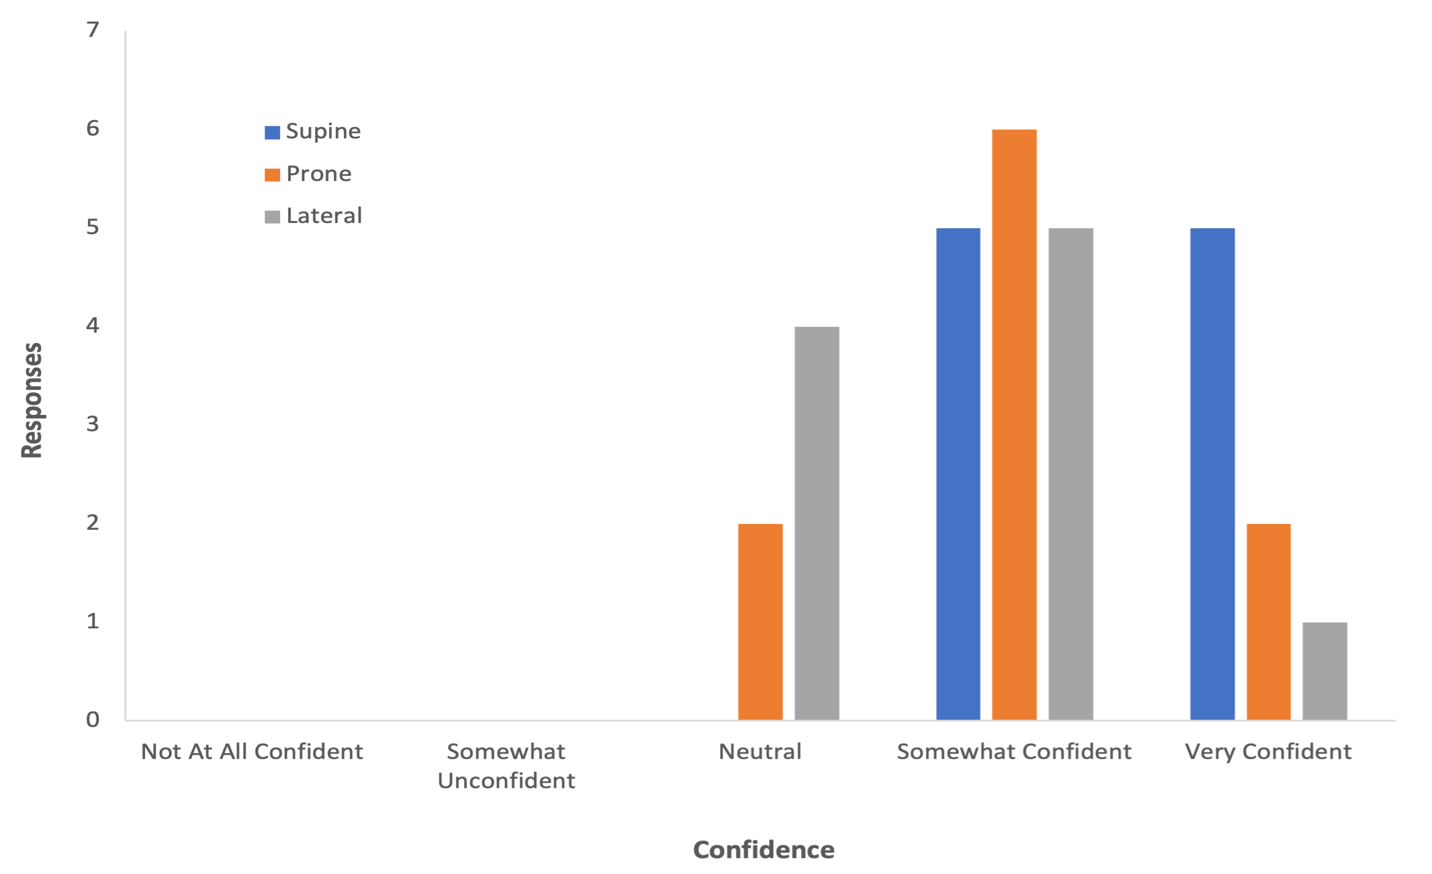 7
6
5
4
3
2
1
0
Responses
Supine
Prone
Lateral
Not At All Confident
Somewhat
Unconfident
Neutral
Somewhat Confident
Very Confident
Confidence